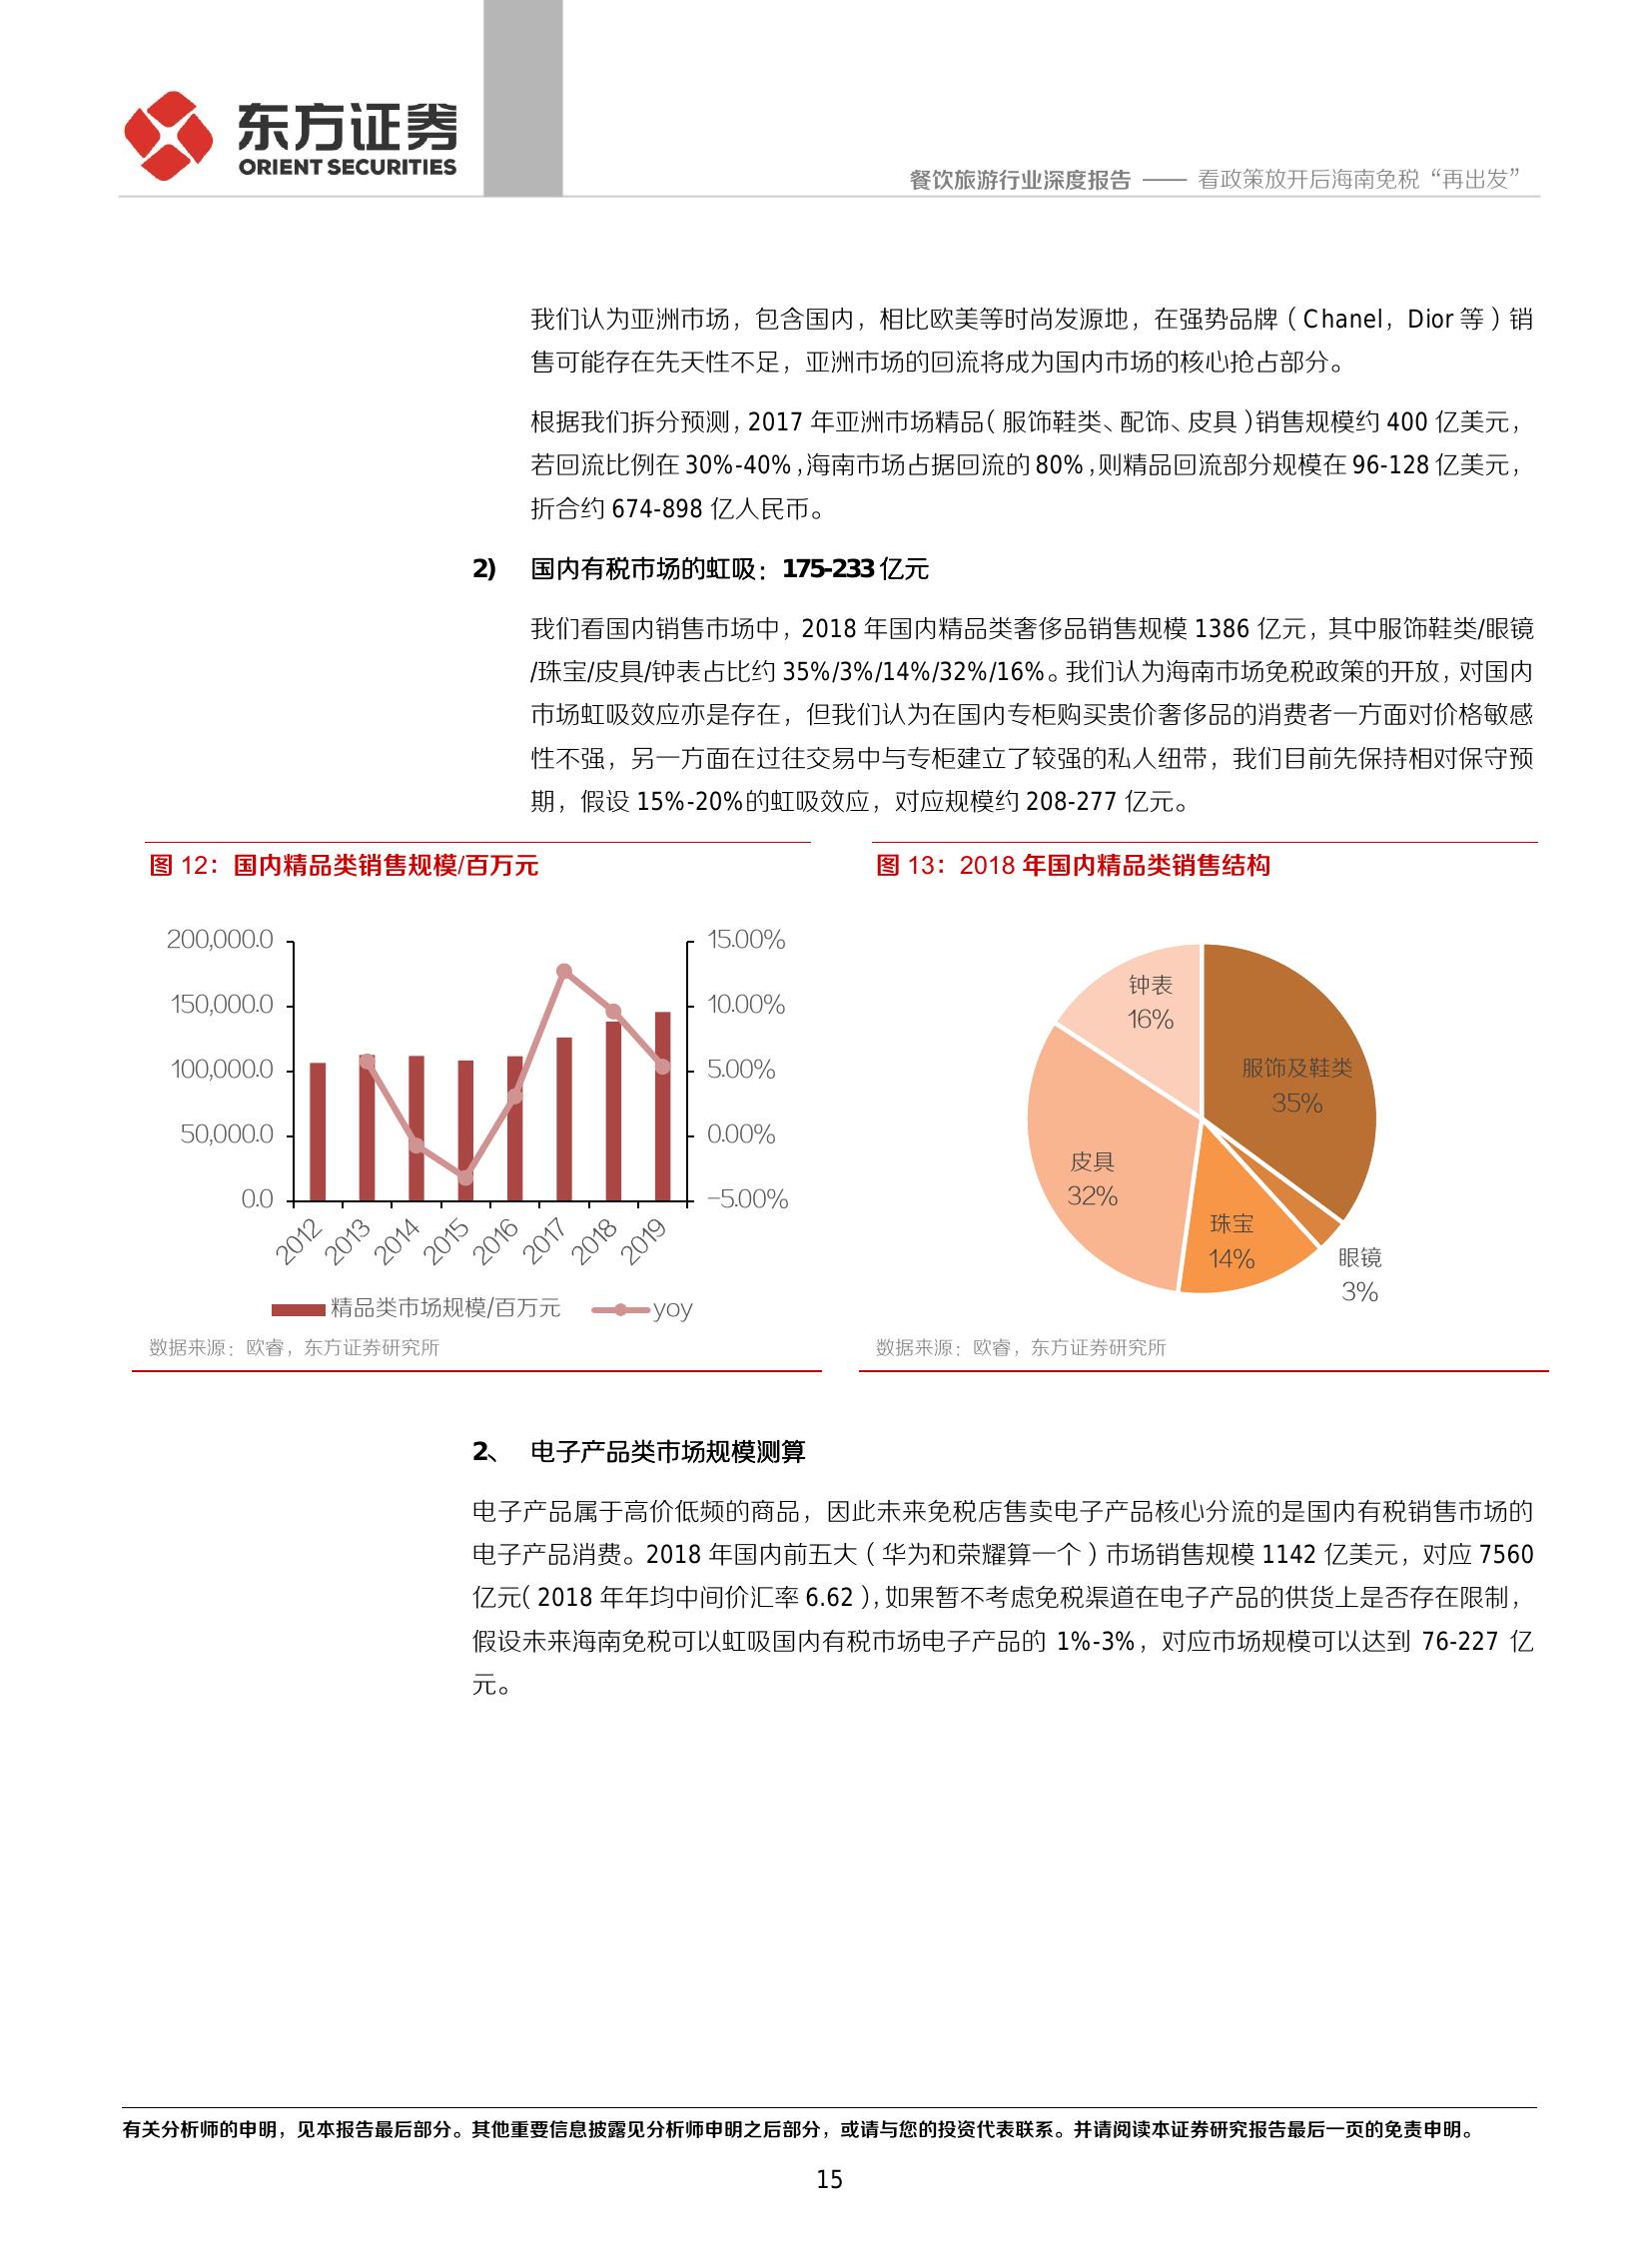 东方证券
ORIENT SECURITIES
餐饮旅游行业深度报告 —— 看政策放开后海南免税“再出发”
我们认为亚洲市场，包含国内，相比欧美等时尚发源地，在强势品牌（Chanel，Dior 等）销
售可能存在先天性不足，亚洲市场的回流将成为国内市场的核心抢占部分。
根据我们拆分预测，2017 年亚洲市场精品（服饰鞋类、配饰、皮具）销售规模约 400 亿美元，
若回流比例在 30%-40%，海南市场占据回流的 80%，则精品回流部分规模在 96-128 亿美元，
折合约 674-898 亿人民币。
2) 国内有税市场的虹吸：175-233 亿元
我们看国内销售市场中，2018 年国内精品类奢侈品销售规模 1386 亿元，其中服饰鞋类/眼镜
/珠宝/皮具/钟表占比约 35%/3%/14%/32%/16%。我们认为海南市场免税政策的开放，对国内
市场虹吸效应亦是存在，但我们认为在国内专柜购买贵价奢侈品的消费者一方面对价格敏感
性不强，另一方面在过往交易中与专柜建立了较强的私人纽带，我们目前先保持相对保守预
期，假设 15%-20%的虹吸效应，对应规模约 208-277 亿元。
图 12：国内精品类销售规模/百万元
200,000.0
150,000.0
100,000.0
50,000.0
0.0
15.00%
10.00%
5.00%
0.00%
-5.00%
2012 2013 2014 2015 2016 2017 2018 2019
精品类市场规模/百万元 yoy
数据来源：欧睿，东方证券研究所
图 13：2018 年国内精品类销售结构
钟表
16%
服饰及鞋类
35%
皮具
32%
珠宝
14%
眼镜
3%
数据来源：欧睿，东方证券研究所
2、 电子产品类市场规模测算
电子产品属于高价低频的商品，因此未来免税店售卖电子产品核心分流的是国内有税销售市场的
电子产品消费。2018 年国内前五大（华为和荣耀算一个）市场销售规模 1142 亿美元，对应 7560
亿元（2018 年年均中间价汇率 6.62），如果暂不考虑免税渠道在电子产品的供货上是否存在限制，
假设未来海南免税可以虹吸国内有税市场电子产品的 1%-3%，对应市场规模可以达到 76-227 亿
元。
有关分析师的申明，见本报告最后部分。其他重要信息披露见分析师申明之后部分，或请与您的投资代表联系。并请阅读本证券研究报告最后一页的免责申明。
15